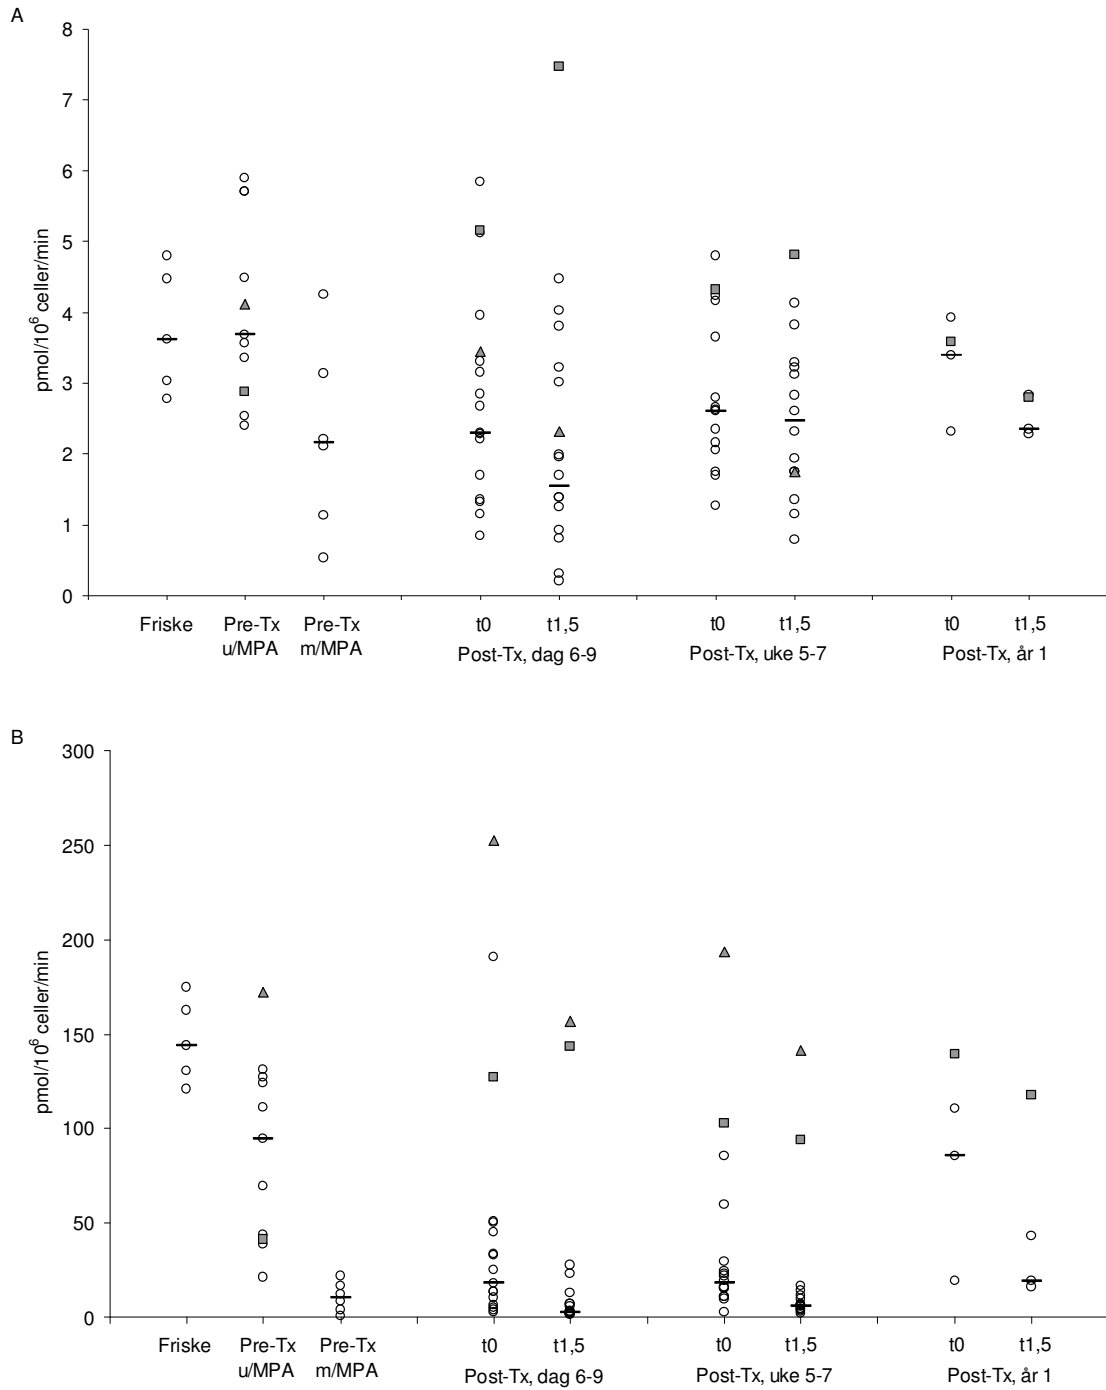 A
8
7
6
5
4
3
2
1
0
pmol/10⁶ celler/min
Friske
Pre-Tx
u/MPA
Pre-Tx
m/MPA
t0
t1,5
Post-Tx, dag 6-9
t0
t1,5
Post-Tx, uke 5-7
t0
t1,5
Post-Tx, år 1
B
300
250
200
150
100
50
0
pmol/10⁶ celler/min
Friske
Pre-Tx
u/MPA
Pre-Tx
m/MPA
t0
t1,5
Post-Tx, dag 6-9
t0
t1,5
Post-Tx, uke 5-7
t0
t1,5
Post-Tx, år 1